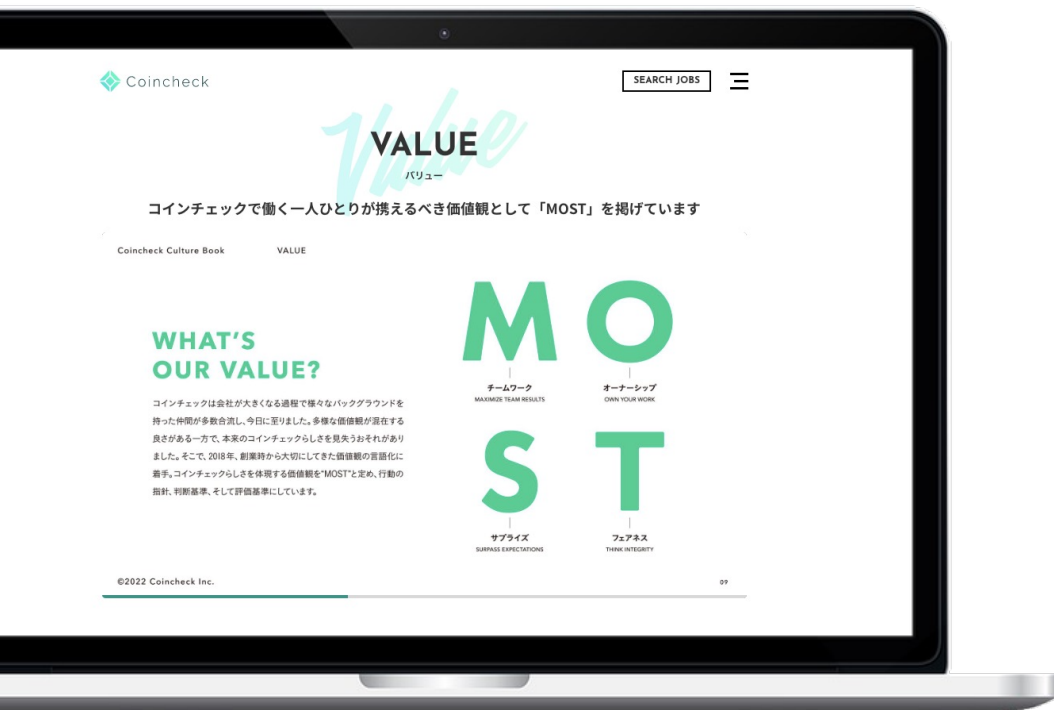 Coincheck
SEARCH JOBS
Value
VALUE
バリュー
コインチェックで働く一人ひとりが携えるべき価値観として「MOST」を掲げています
Coincheck Culture Book
VALUE
WHAT'S
OUR VALUE?
コインチェックは会社が大きくなる過程で様々なバックグラウンドを
持った仲間が多数合流し、今日に至りました。多様な価値観が混在する
良さがある一方で、本来のコインチェックらしさを見失うおそれがあり
ました。そこで、2018年、創業時から大切にしてきた価値観の言語化に
着手。コインチェックらしさを体現する価値観を"MOST"と定め、行動の
指針、判断基準、そして評価基準にしています。
M
チームワーク
MAXIMIZE TEAM RESULTS
O
オーナーシップ
OWN YOUR WORK
S
サプライズ
SURPASS EXPECTATIONS
T
フェアネス
THINK INTEGRITY
©2022 Coincheck Inc.
09